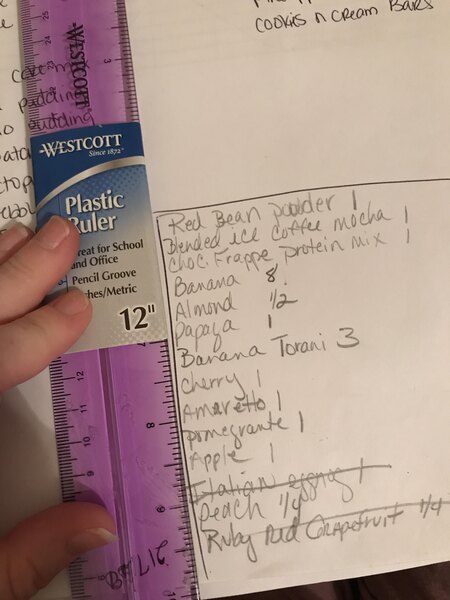 cookies n cream Bars
WESTCOTT
pudding
pudding
WESTCOTT
Since 1872
Plastic
Ruler
Great for School
and Office
Pencil Groove
Inches/Metric
12"
Red Bean powder 1
Blended ice coffee mocha 1
Choc. Frappe protein mix 1
Banana 8
Almond 1/2
papaya 1
Banana Torani 3
cherry 1
Amaretto 1
pomegrante 1
Apple 1
Italian eggnog 1
peach 1/4
Ruby Red Grapefruit 1/4